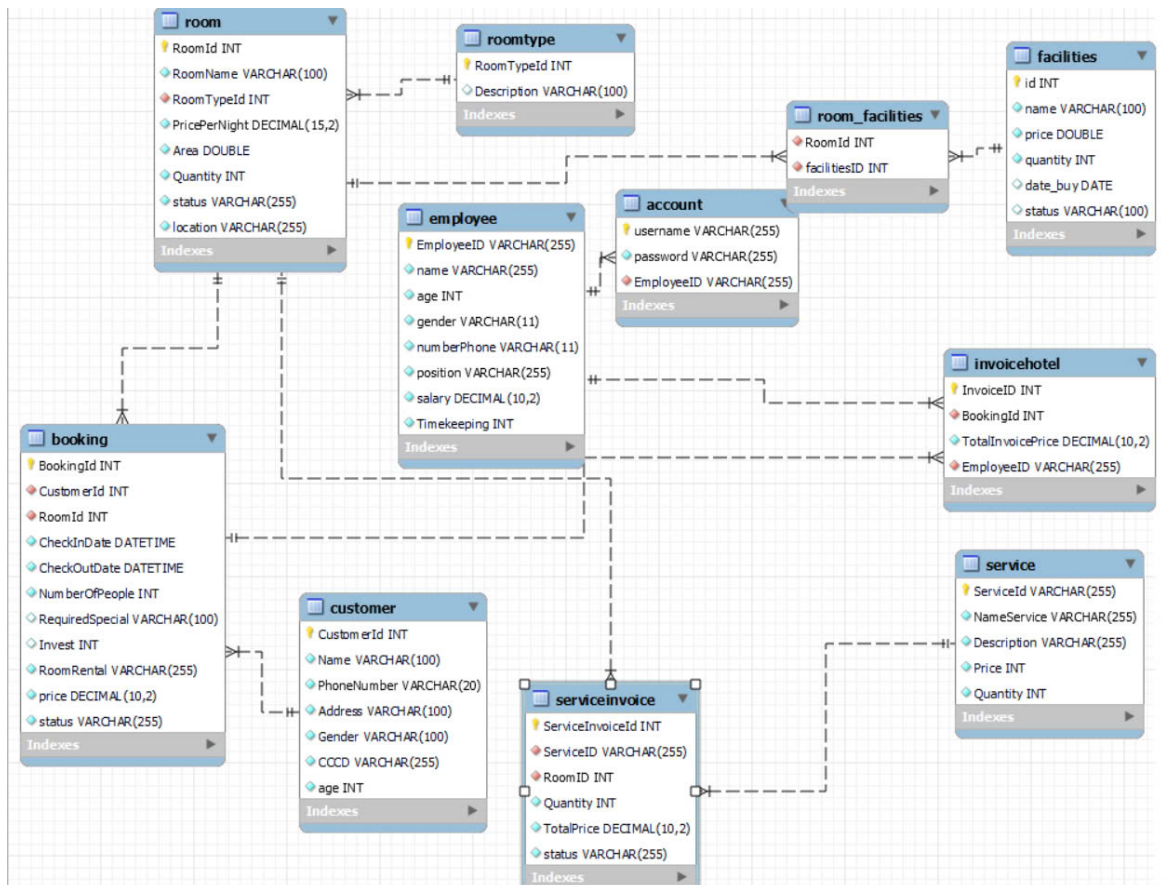 room
RoomId INT
RoomName VARCHAR(100)
RoomTypeId INT
PricePerNight DECIMAL(15,2)
Area DOUBLE
Quantity INT
status VARCHAR(255)
location VARCHAR(255)
Indexes
roomtype
RoomTypeId INT
Description VARCHAR(100)
Indexes
facilities
id INT
name VARCHAR(100)
price DOUBLE
quantity INT
date_buy DATE
status VARCHAR(100)
Indexes
room_facilities
RoomId INT
facilitiesID INT
Indexes
employee
EmployeeID VARCHAR(255)
name VARCHAR(255)
age INT
gender VARCHAR(11)
numberPhone VARCHAR(11)
position VARCHAR(255)
salary DECIMAL(10,2)
Timekeeping INT
Indexes
account
username VARCHAR(255)
password VARCHAR(255)
EmployeeID VARCHAR(255)
Indexes
invoicehotel
InvoiceID INT
BookingId INT
TotalInvoicePrice DECIMAL(10,2)
EmployeeID VARCHAR(255)
Indexes
booking
BookingId INT
CustomerId INT
RoomId INT
CheckInDate DATETIME
CheckOutDate DATETIME
NumberOfPeople INT
RequiredSpecial VARCHAR(100)
Invest INT
RoomRental VARCHAR(255)
price DECIMAL(10,2)
status VARCHAR(255)
Indexes
customer
CustomerId INT
Name VARCHAR(100)
PhoneNumber VARCHAR(20)
Address VARCHAR(100)
Gender VARCHAR(100)
CCCD VARCHAR(255)
age INT
Indexes
service
ServiceId VARCHAR(255)
NameService VARCHAR(255)
Description VARCHAR(255)
Price INT
Quantity INT
Indexes
serviceinvoice
ServiceInvoiceId INT
ServiceID VARCHAR(255)
RoomID INT
Quantity INT
TotalPrice DECIMAL(10,2)
status VARCHAR(255)
Indexes